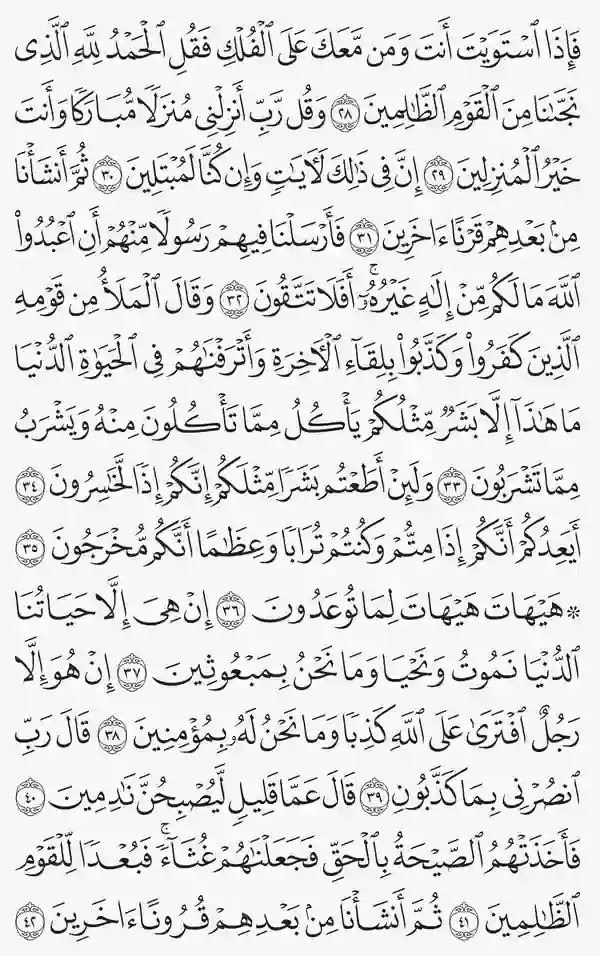 فَإِذَا ٱسۡتَوَيۡتَ أَنتَ وَمَن مَّعَكَ عَلَى ٱلۡفُلۡكِ فَقُلِ ٱلۡحَمۡدُ لِلَّهِ ٱلَّذِي
نَجَّىٰنَا مِنَ ٱلۡقَوۡمِ ٱلظَّٰلِمِينَ ٢٨ وَقُل رَّبِّ أَنزِلۡنِي مُنزَلٗا مُّبَارَكٗا وَأَنتَ
خَيۡرُ ٱلۡمُنزِلِينَ ٢٩ إِنَّ فِي ذَٰلِكَ لَأٓيَٰتٖ وَإِن كُنَّا لَمُبۡتَلِينَ ٣٠ ثُمَّ أَنشَأۡنَا
مِنۢ بَعۡدِهِمۡ قَرۡنًا ءَاخَرِينَ ٣١ فَأَرۡسَلۡنَا فِيهِمۡ رَسُولٗا مِّنۡهُمۡ أَنِ ٱعۡبُدُواْ
ٱللَّهَ مَا لَكُم مِّنۡ إِلَٰهٍ غَيۡرُهُۥٓۚ أَفَلَا تَتَّقُونَ ٣٢ وَقَالَ ٱلۡمَلَأُ مِن قَوۡمِهِ
ٱلَّذِينَ كَفَرُواْ وَكَذَّبُواْ بِلِقَآءِ ٱلۡأٓخِرَةِ وَأَتۡرَفۡنَٰهُمۡ فِي ٱلۡحَيَوٰةِ ٱلدُّنۡيَا
مَا هَٰذَآ إِلَّا بَشَرٞ مِّثۡلُكُمۡ يَأۡكُلُ مِمَّا تَأۡكُلُونَ مِنۡهُ وَيَشۡرَبُ
مِمَّا تَشۡرَبُونَ ٣٣ وَلَئِنۡ أَطَعۡتُم بَشَرٗا مِّثۡلَكُمۡ إِنَّكُمۡ إِذٗا لَّخَٰسِرُونَ ٣٤
أَيَعِدُكُمۡ أَنَّكُمۡ إِذَا مِتُّمۡ وَكُنتُمۡ تُرَابٗا وَعِظَٰمًا أَنَّكُم مُّخۡرَجُونَ ٣٥
* هَيۡهَاتَ هَيۡهَاتَ لِمَا تُوعَدُونَ ٣٦ إِنۡ هِيَ إِلَّا حَيَاتُنَا
ٱلدُّنۡيَا نَمُوتُ وَنَحۡيَا وَمَا نَحۡنُ بِمَبۡعُوثِينَ ٣٧ إِنۡ هُوَ إِلَّا
رَجُلٌ ٱفۡتَرَىٰ عَلَى ٱللَّهِ كَذِبٗا وَمَا نَحۡنُ لَهُۥ بِمُؤۡمِنِينَ ٣٨ قَالَ رَبِّ
ٱنصُرۡنِي بِمَا كَذَّبُونِ ٣٩ قَالَ عَمَّا قَلِيلٖ لَّيُصۡبِحُنَّ نَٰدِمِينَ ٤٠
فَأَخَذَتۡهُمُ ٱلصَّيۡحَةُ بِٱلۡحَقِّ فَجَعَلۡنَٰهُمۡ غُثَآءٗۚ فَبُعۡدٗا لِّلۡقَوۡمِ
ٱلظَّٰلِمِينَ ٤١ ثُمَّ أَنشَأۡنَا مِنۢ بَعۡدِهِمۡ قُرُونًا ءَاخَرِينَ ٤٢